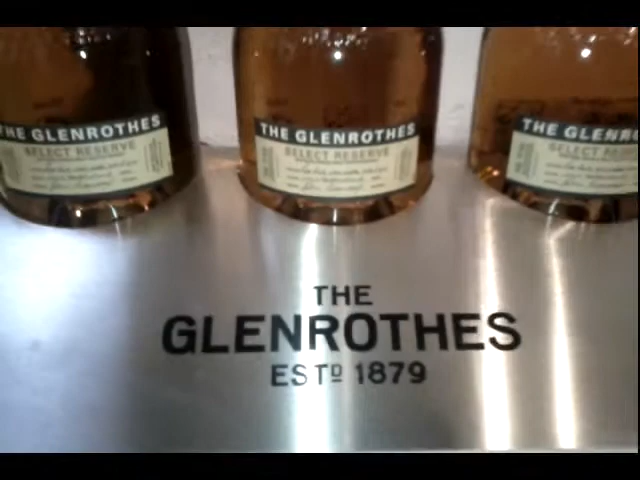 THE GLENROTHES
SELECT RESERVE
THE GLENROTHES
SELECT RESERVE
THE GLENROTHES
SELECT RESERVE
THE
GLENROTHES
ESTD 1879